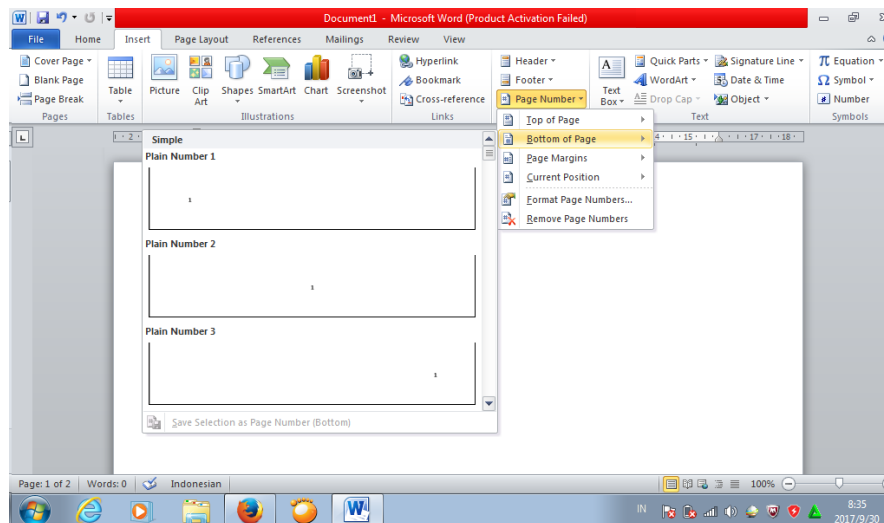 Document1 - Microsoft Word (Product Activation Failed)
File Home Insert Page Layout References Mailings Review View
Cover Page
Blank Page
Page Break
Pages
Table
Tables
Picture
Clip Art
Shapes
SmartArt
Chart
Screenshot
Illustrations
Hyperlink
Bookmark
Cross-reference
Links
Header
Footer
Page Number
A
Text Box
Quick Parts
WordArt
Drop Cap
Signature Line
Date & Time
Object
Text
π Equation
Ω Symbol
# Number
Symbols
Top of Page
Bottom of Page
Page Margins
Current Position
Format Page Numbers...
Remove Page Numbers
L
2
15 17 18
Simple
Plain Number 1
1
Plain Number 2
1
Plain Number 3
1
Save Selection as Page Number (Bottom)
Page: 1 of 2 Words: 0 Indonesian 100%
IN
8:35
2017/9/30